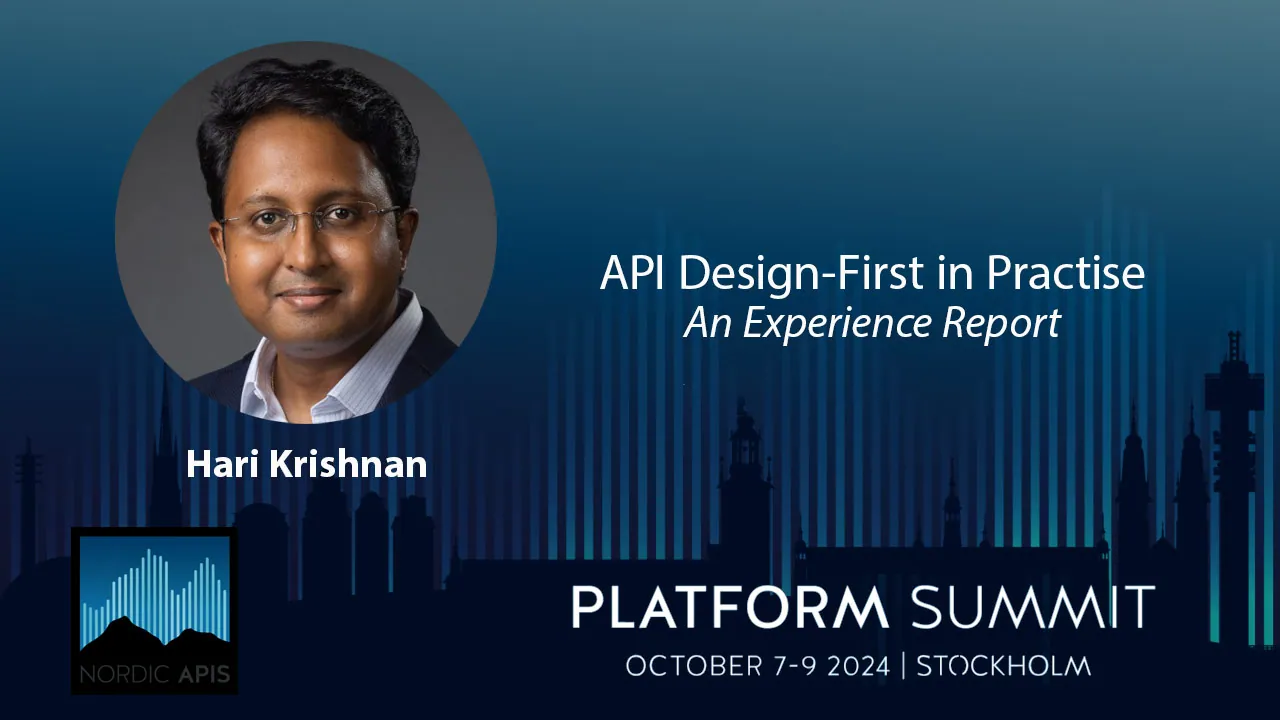 API Design-First in Practise
An Experience Report
Hari Krishnan
NORDIC APIS
PLATFORM SUMMIT
OCTOBER 7-9 2024 | STOCKHOLM